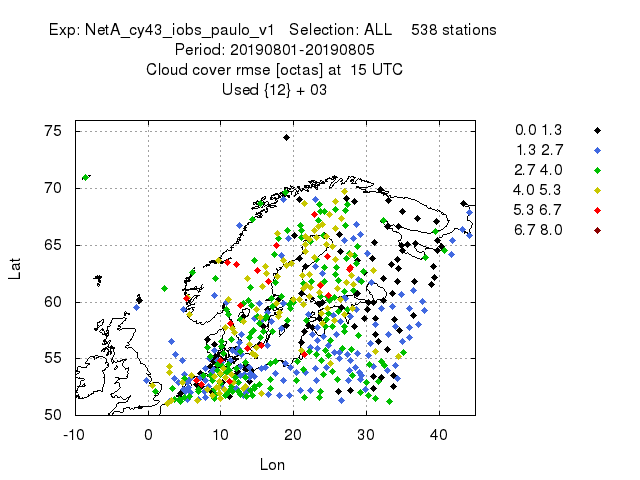 Exp: NetA_cy43_iobs_paulo_v1 Selection: ALL 538 stations
Period: 20190801-20190805
Cloud cover rmse [octas] at 15 UTC
Used {12} + 03
75
70
65
60
55
50
Lat
-10 0 10 20 30 40
Lon
0.0 1.3
1.3 2.7
2.7 4.0
4.0 5.3
5.3 6.7
6.7 8.0